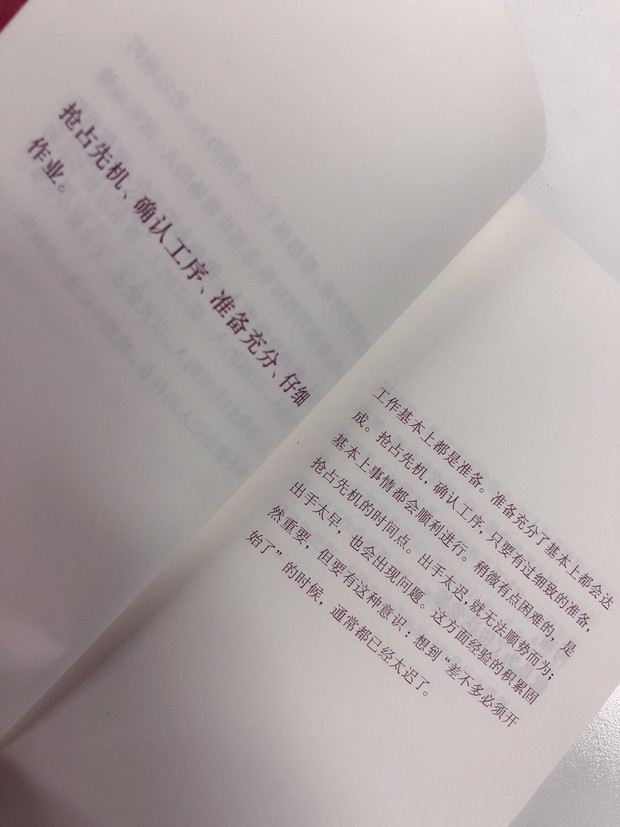 抢占先机、确认工序、准备充分、仔细
作业。
工作基本上都是准备。准备充分了基本上都会达
成。抢占先机，确认工序，只要有过细致的准备，
基本上事情都会顺利进行。稍微有点困难的，是
抢占先机的时间点。出手太迟，就无法顺势而为；
出手太早，也会出现问题。这方面经验的积累固
然重要，但要有这种意识：想到“差不多必须开
始了”的时候，通常都已经太迟了。